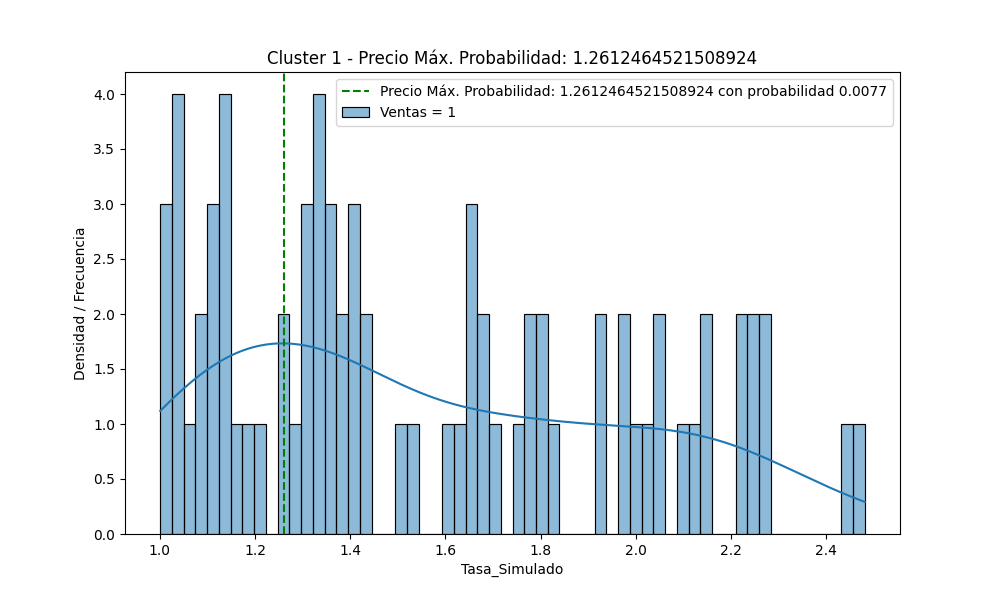 Cluster 1 - Precio Máx. Probabilidad: 1.2612464521508924
Precio Máx. Probabilidad: 1.2612464521508924 con probabilidad 0.0077
Ventas = 1
Densidad / Frecuencia
4.0
3.5
3.0
2.5
2.0
1.5
1.0
0.5
0.0
1.0 1.2 1.4 1.6 1.8 2.0 2.2 2.4
Tasa_Simulado